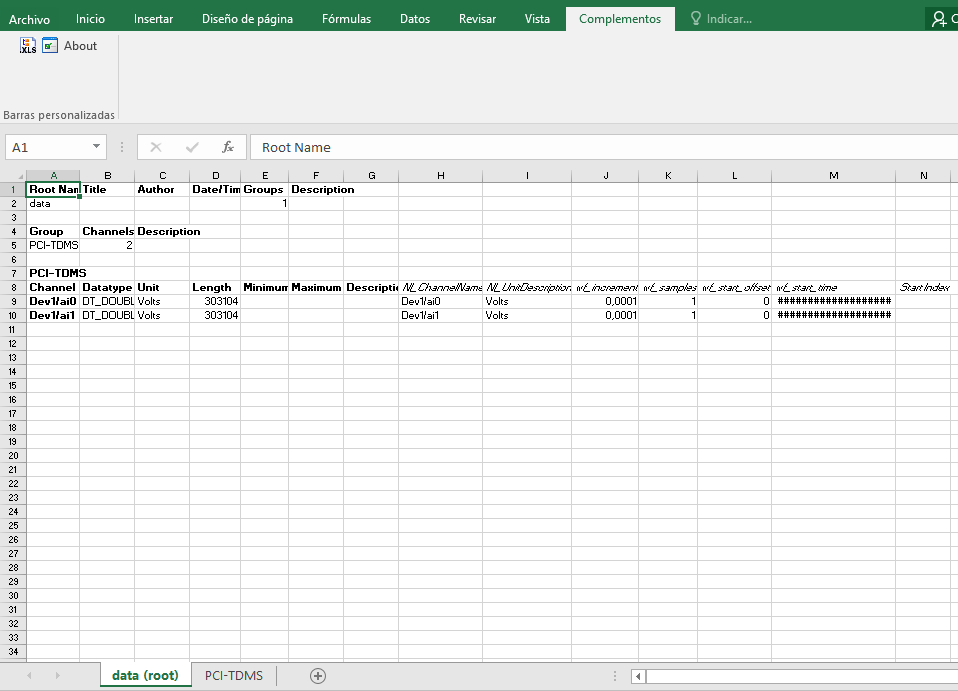 Archivo Inicio Insertar Diseño de página Fórmulas Datos Revisar Vista Complementos Indicar... C
XLS About
Barras personalizadas
A1 fx Root Name
A B C D E F G H I J K L M N
1 Root Nam Title Author Date/Tim Groups Description
2 data 1
3
4 Group Channels Description
5 PCI-TDMS 2
6
7 PCI-TDMS
8 Channel Datatype Unit Length Minimum Maximum Descriptio NI_ChannelName NI_UnitDescription wf_increment wf_samples wf_start_offset wf_start_time StartIndex
9 Dev1/ai0 DT_DOUBL Volts 303104 Dev1/ai0 Volts 0,0001 1 0 ###################
10 Dev1/ai1 DT_DOUBL Volts 303104 Dev1/ai1 Volts 0,0001 1 0 ###################
11
12
13
14
15
16
17
18
19
20
21
22
23
24
25
26
27
28
29
30
31
32
33
34
data (root) PCI-TDMS